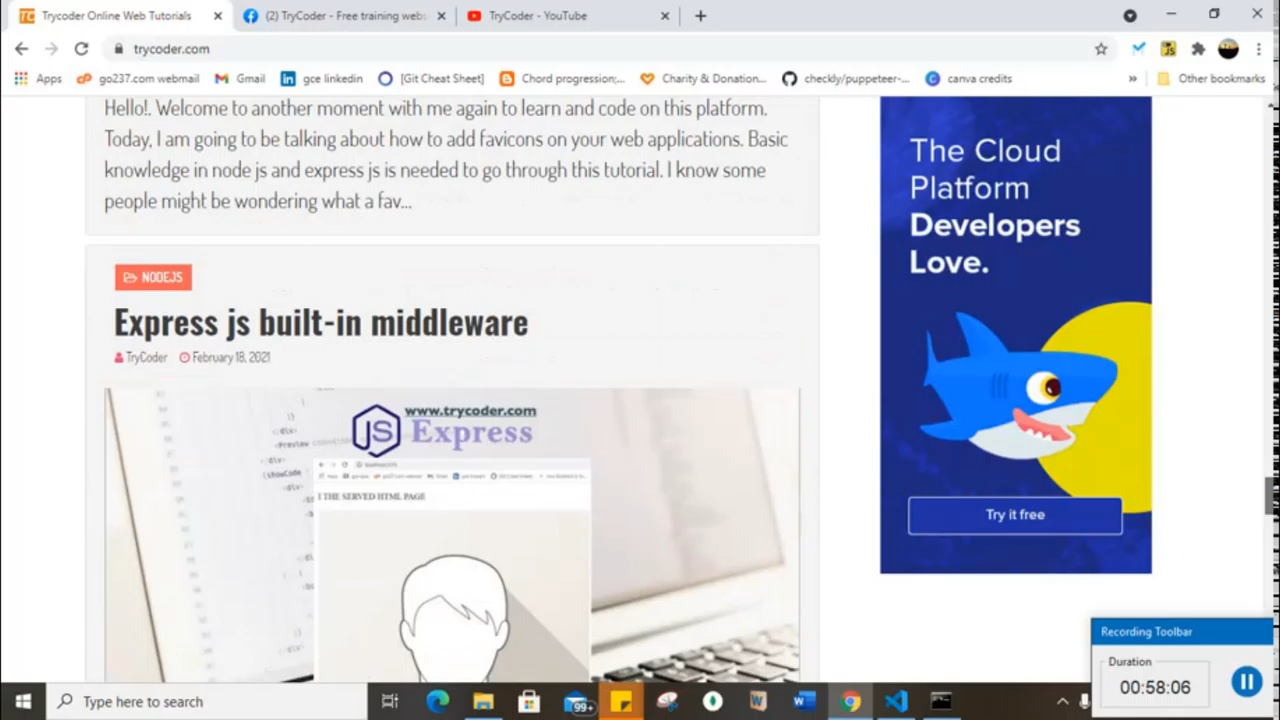 Trycoder Online Web Tutorials
(2) TryCoder - Free training webs
TryCoder - YouTube
trycoder.com
Apps
go237.com webmail
Gmail
gce linkedin
[Git Cheat Sheet]
Chord progression;...
Charity & Donation...
checkly/puppeteer-...
canva credits
»
Other bookmarks
Hello!. Welcome to another moment with me again to learn and code on this platform.
Today, I am going to be talking about how to add favicons on your web applications. Basic
knowledge in node js and express js is needed to go through this tutorial. I know some
people might be wondering what a fav...
NODEJS
Express js built-in middleware
TryCoder February 18, 2021
www.trycoder.com
JS Express
I THE SERVED HTML PAGE
The Cloud
Platform
Developers
Love.
Try it free
Recording Toolbar
Duration
00:58:06
Type here to search
99+